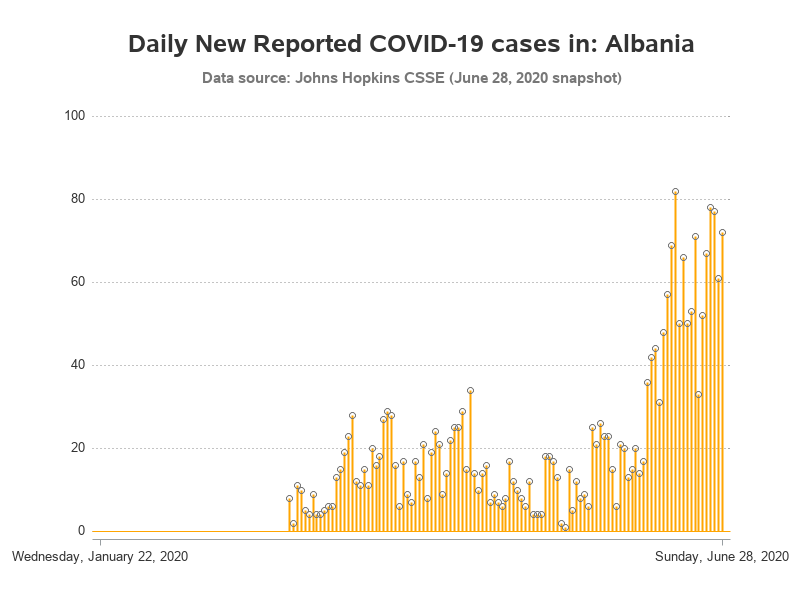 Daily New Reported COVID-19 cases in: Albania
Data source: Johns Hopkins CSSE (June 28, 2020 snapshot)
100
80
60
40
20
0
Wednesday, January 22, 2020
Sunday, June 28, 2020